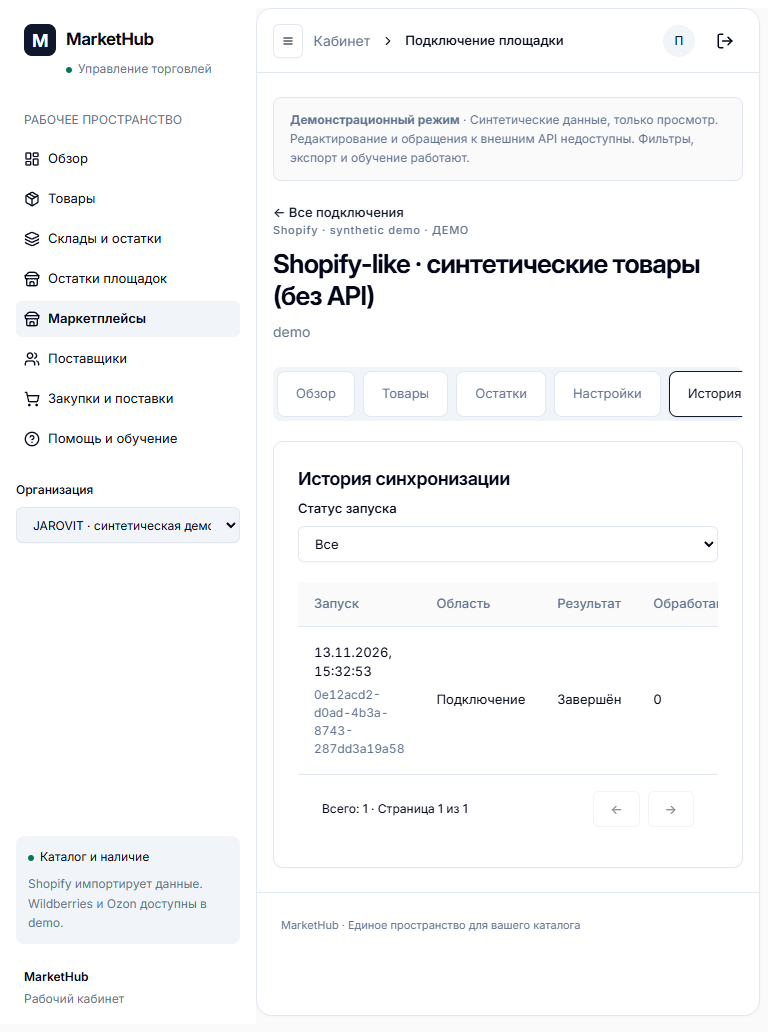 M MarketHub
Управление торговлей
РАБОЧЕЕ ПРОСТРАНСТВО
Обзор
Товары
Склады и остатки
Остатки площадок
Маркетплейсы
Поставщики
Закупки и поставки
Помощь и обучение
Организация
JAROVIT · синтетическая демо
Каталог и наличие
Shopify импортирует данные.
Wildberries и Ozon доступны в
demo.
MarketHub
Рабочий кабинет
Кабинет > Подключение площадки
П
Демонстрационный режим · Синтетические данные, только просмотр.
Редактирование и обращения к внешним API недоступны. Фильтры,
экспорт и обучение работают.
← Все подключения
Shopify · synthetic demo · ДЕМО
Shopify-like · синтетические товары
(без API)
demo
Обзор Товары Остатки Настройки История
История синхронизации
Статус запуска
Все
Запуск Область Результат Обработан
13.11.2026,
15:32:53
0e12acd2-
d0ad-4b3a-
8743-
287dd3a19a58
Подключение Завершён 0
Всего: 1 · Страница 1 из 1
← →
MarketHub · Единое пространство для вашего каталога